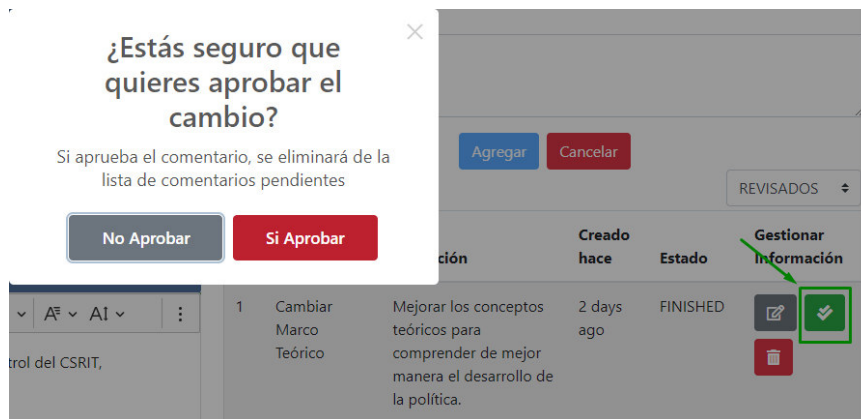 ¿Estás seguro que
quieres aprobar el
cambio?
Si aprueba el comentario, se eliminará de la
lista de comentarios pendientes
No Aprobar
Si Aprobar
Agregar
Cancelar
REVISADOS
ción
Creado
hace
Estado
Gestionar
Información
1
Cambiar
Marco
Teórico
Mejorar los conceptos
teóricos para
comprender de mejor
manera el desarrollo de
la política.
2 days
ago
FINISHED
AI
trol del CSRIT,